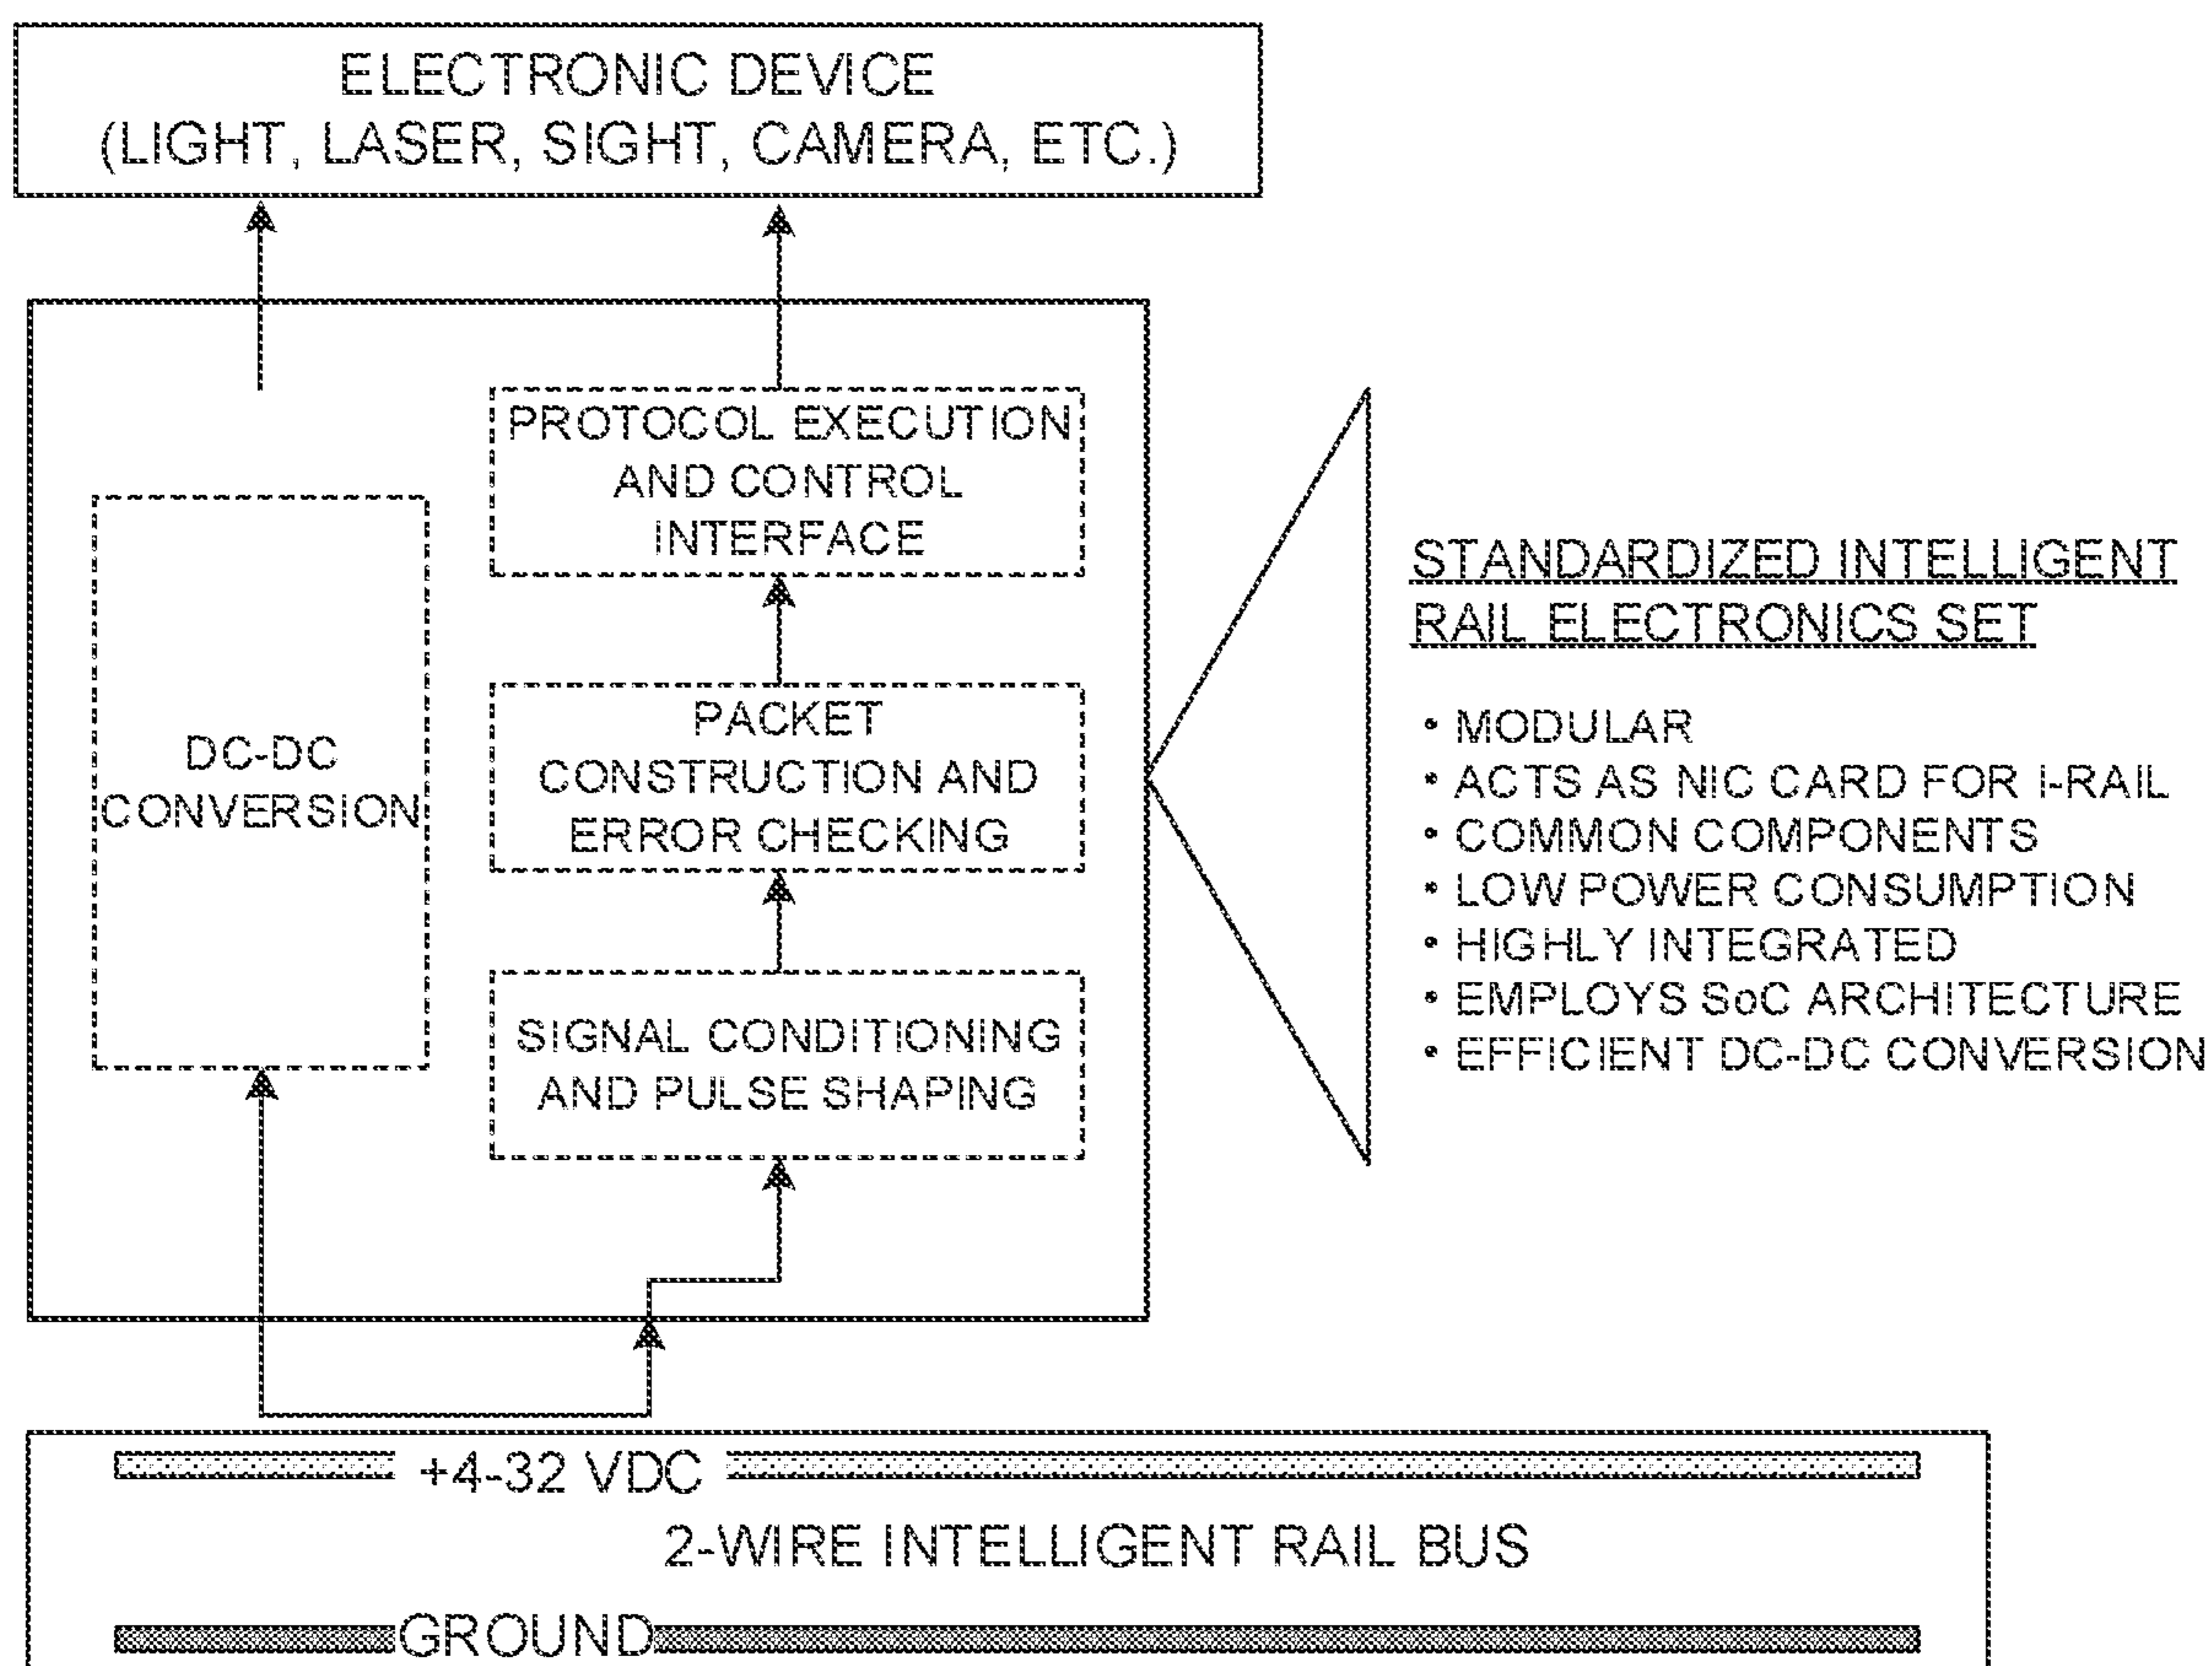 ELECTRONIC DEVICE
(LIGHT, LASER, SIGHT, CAMERA, ETC.)
PROTOCOL EXECUTION
AND CONTROL
INTERFACE
DC-DC
CONVERSION
PACKET
CONSTRUCTION AND
ERROR CHECKING
SIGNAL CONDITIONING
AND PULSE SHAPING
STANDARDIZED INTELLIGENT
RAIL ELECTRONICS SET
• MODULAR
• ACTS AS NIC CARD FOR I-RAIL
• COMMON COMPONENTS
• LOW POWER CONSUMPTION
• HIGHLY INTEGRATED
• EMPLOYS SoC ARCHITECTURE
• EFFICIENT DC-DC CONVERSION
+4-32 VDC
2-WIRE INTELLIGENT RAIL BUS
GROUND